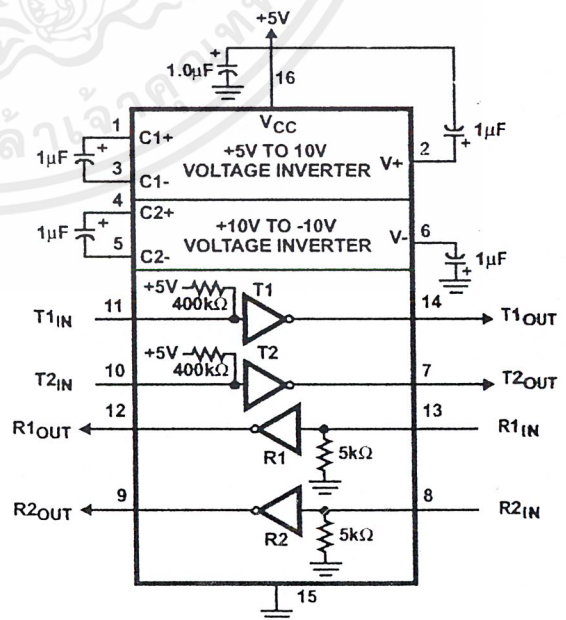 +5V
1.0μF
+
16
VCC
1
C1+
+5V TO 10V
VOLTAGE INVERTER
1μF
+
3
C1-
V+
2
+
1μF
4
C2+
+10V TO -10V
VOLTAGE INVERTER
1μF
+
5
C2-
V-
6
1μF
+
+5V
400kΩ
T1
T1IN
11
14
T1OUT
+5V
400kΩ
T2
T2IN
10
7
T2OUT
R1OUT
12
13
R1IN
R1
5kΩ
R2OUT
9
8
R2IN
R2
5kΩ
15